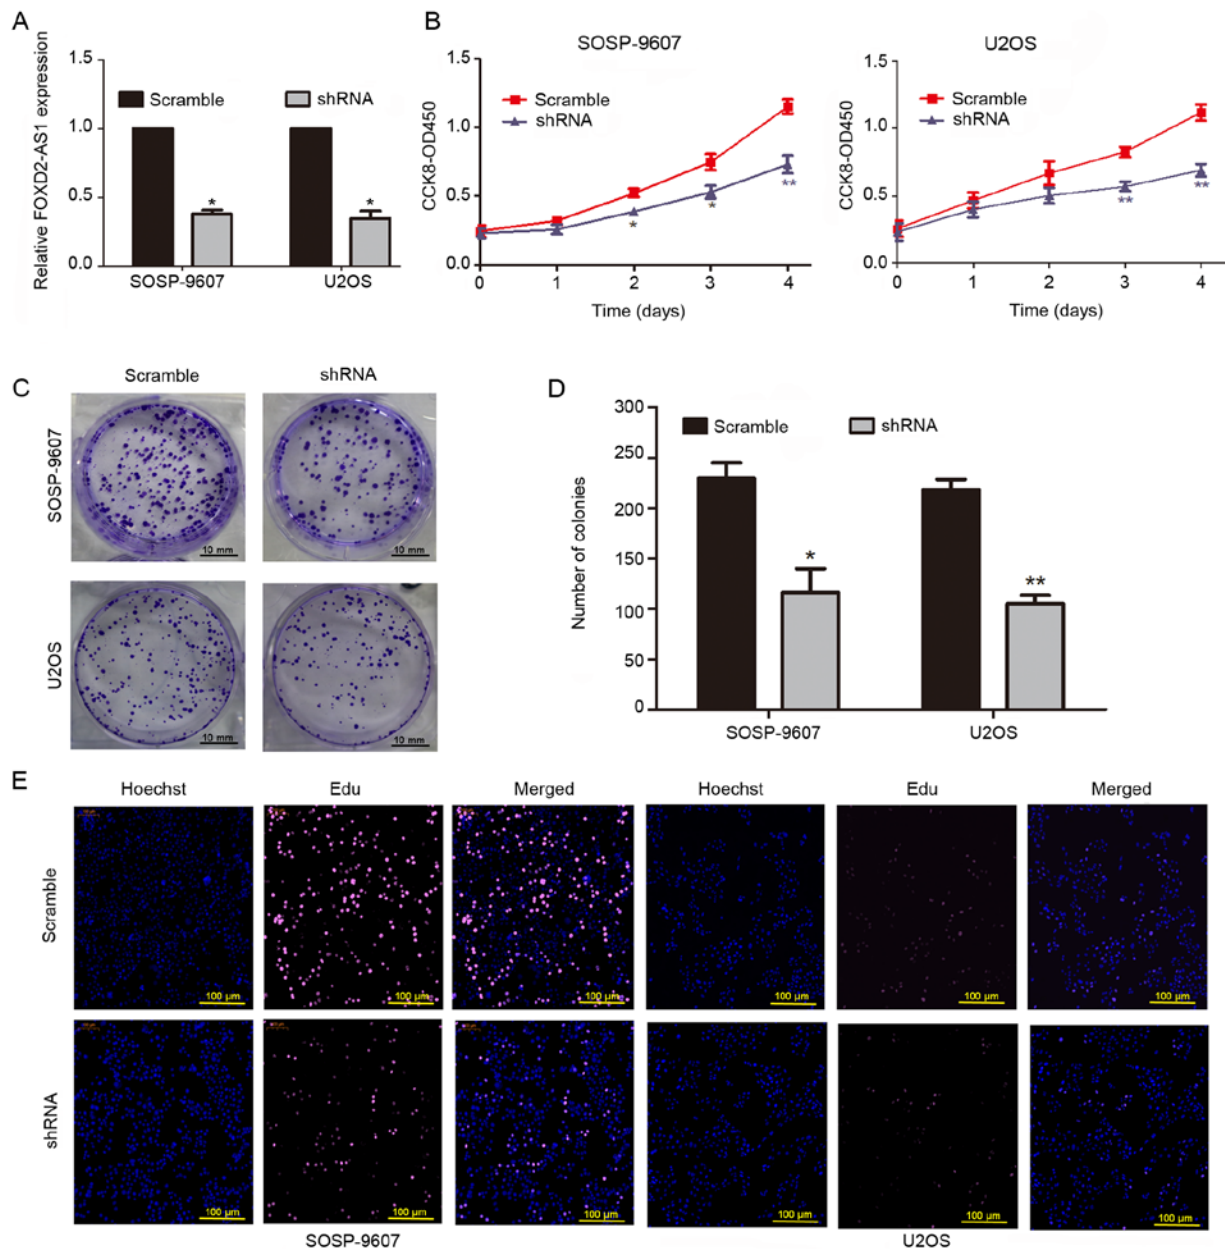 A
Relative FOXD2-AS1 expression
1.5
1.0
0.5
0.0
Scramble
shRNA
*
*
SOSP-9607
U2OS
B
SOSP-9607
CCK8-OD450
1.5
1.0
0.5
0.0
Scramble
shRNA
*
*
**
0 1 2 3 4
Time (days)
U2OS
CCK8-OD450
1.5
1.0
0.5
0.0
Scramble
shRNA
**
**
0 1 2 3 4
Time (days)
C
Scramble
shRNA
SOSP-9607
10 mm
10 mm
U2OS
10 mm
10 mm
D
Number of colonies
300
250
200
150
100
50
0
Scramble
shRNA
*
**
SOSP-9607
U2OS
E
Hoechst
Edu
Merged
Hoechst
Edu
Merged
Scramble
100 µm
100 µm
100 µm
100 µm
100 µm
100 µm
shRNA
100 µm
100 µm
100 µm
100 µm
100 µm
100 µm
SOSP-9607
U2OS